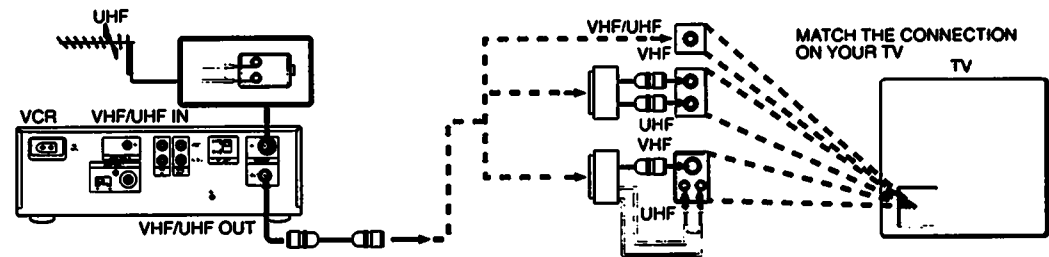 UHF
VCR
VHF/UHF IN
VHF/UHF OUT
VHF/UHF
VHF
UHF
VHF
UHF
MATCH THE CONNECTION
ON YOUR TV
TV